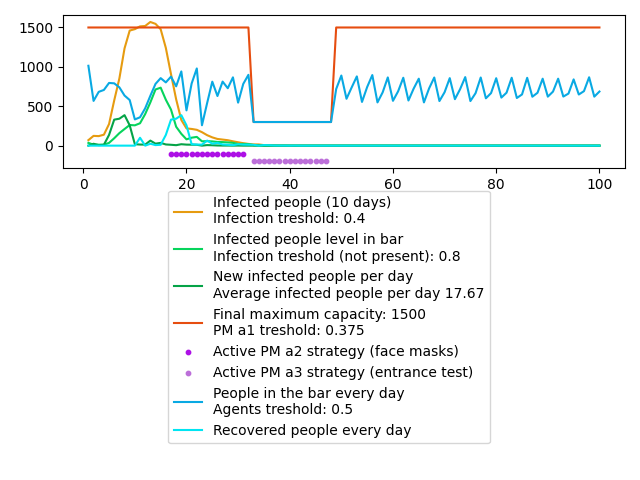 1500
1000
500
0
0
20
40
60
80
100
Infected people (10 days)
Infection treshold: 0.4
Infected people level in bar
Infection treshold (not present): 0.8
New infected people per day
Average infected people per day 17.67
Final maximum capacity: 1500
PM a1 treshold: 0.375
Active PM a2 strategy (face masks)
Active PM a3 strategy (entrance test)
People in the bar every day
Agents treshold: 0.5
Recovered people every day